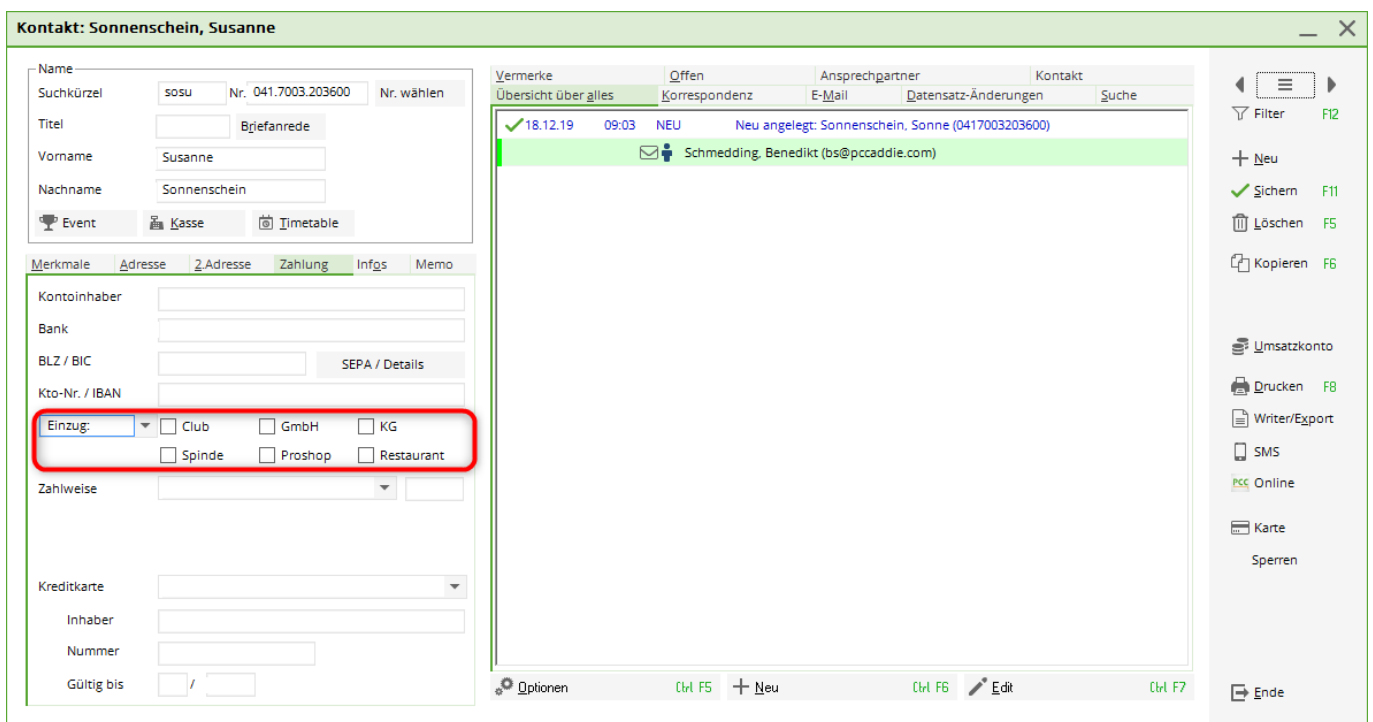 Kontakt: Sonnenschein, Susanne
Name
Suchkürzel sosu Nr. 041.7003.203600 Nr. wählen
Titel Briefanrede
Vorname Susanne
Nachname Sonnenschein
Event Kasse Timetable
Merkmale Adresse 2.Adresse Zahlung Infos Memo
Kontoinhaber
Bank
BLZ / BIC SEPA / Details
Kto-Nr. / IBAN
Einzug: Club GmbH KG
Spinde Proshop Restaurant
Zahlweise
Kreditkarte
Inhaber
Nummer
Gültig bis /
Vermerke Offen Ansprechpartner Kontakt
Übersicht über alles Korrespondenz E-Mail Datensatz-Änderungen Suche
18.12.19 09:03 NEU Neu angelegt: Sonnenschein, Sonne (0417003203600)
Schmedding, Benedikt (bs@pccaddie.com)
Optionen Ctrl F5 Neu Ctrl F6 Edit Ctrl F7
Filter F12
Neu
Sichern F11
Löschen F5
Kopieren F6
Umsatzkonto
Drucken F8
Writer/Export
SMS
PCC Online
Karte
Sperren
Ende